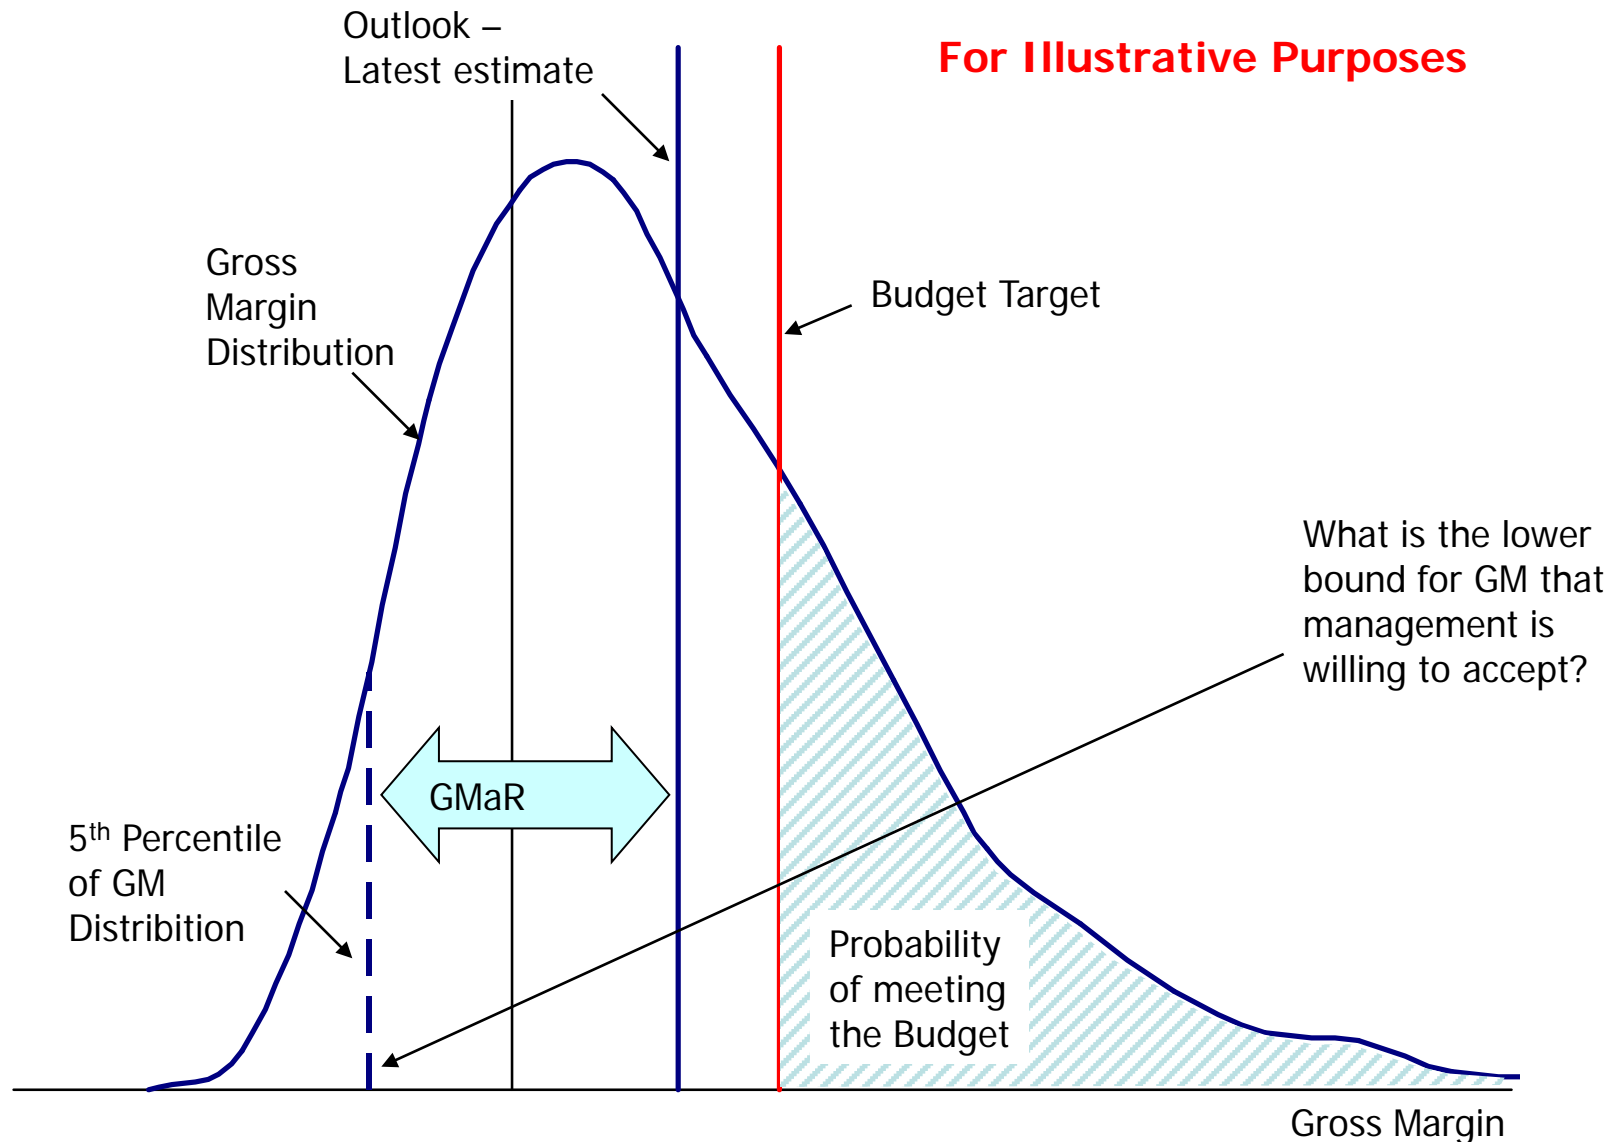 Outlook –
Latest estimate
For Illustrative Purposes
Gross
Margin
Distribution
Budget Target
What is the lower
bound for GM that
management is
willing to accept?
GMaR
5th Percentile
of GM
Distribition
Probability
of meeting
the Budget
Gross Margin